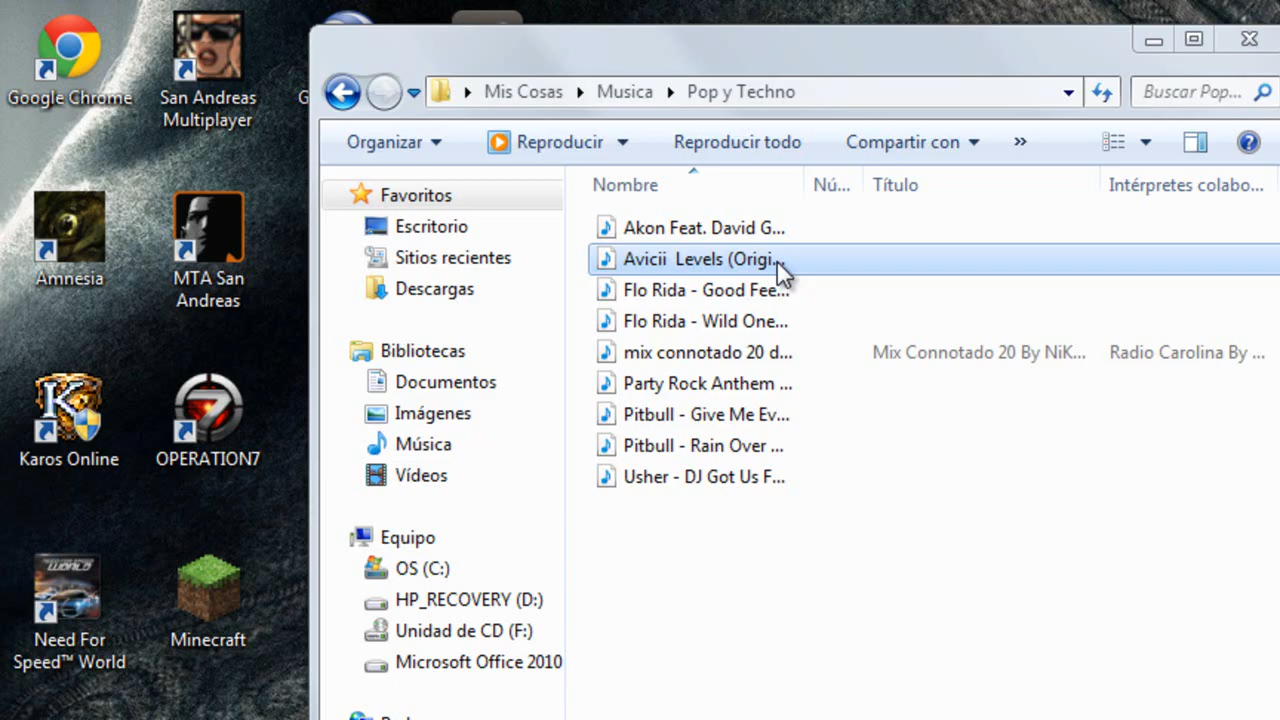 Google Chrome
San Andreas
Multiplayer
G
Amnesia
MTA San
Andreas
Karos Online
OPERATION7
Need For
Speed™ World
Minecraft
Mis Cosas
Musica
Pop y Techno
Buscar Pop...
Organizar
Reproducir
Reproducir todo
Compartir con
»
Nombre
Nú...
Título
Intérpretes colabo...
Favoritos
Escritorio
Sitios recientes
Descargas
Bibliotecas
Documentos
Imágenes
Música
Vídeos
Equipo
OS (C:)
HP_RECOVERY (D:)
Unidad de CD (F:)
Microsoft Office 2010
Akon Feat. David G...
Avicii  Levels (Origi...
Flo Rida - Good Fee...
Flo Rida - Wild One...
mix connotado 20 d...
Mix Connotado 20 By NiK...
Radio Carolina By ...
Party Rock Anthem ...
Pitbull - Give Me Ev...
Pitbull - Rain Over ...
Usher - DJ Got Us F...